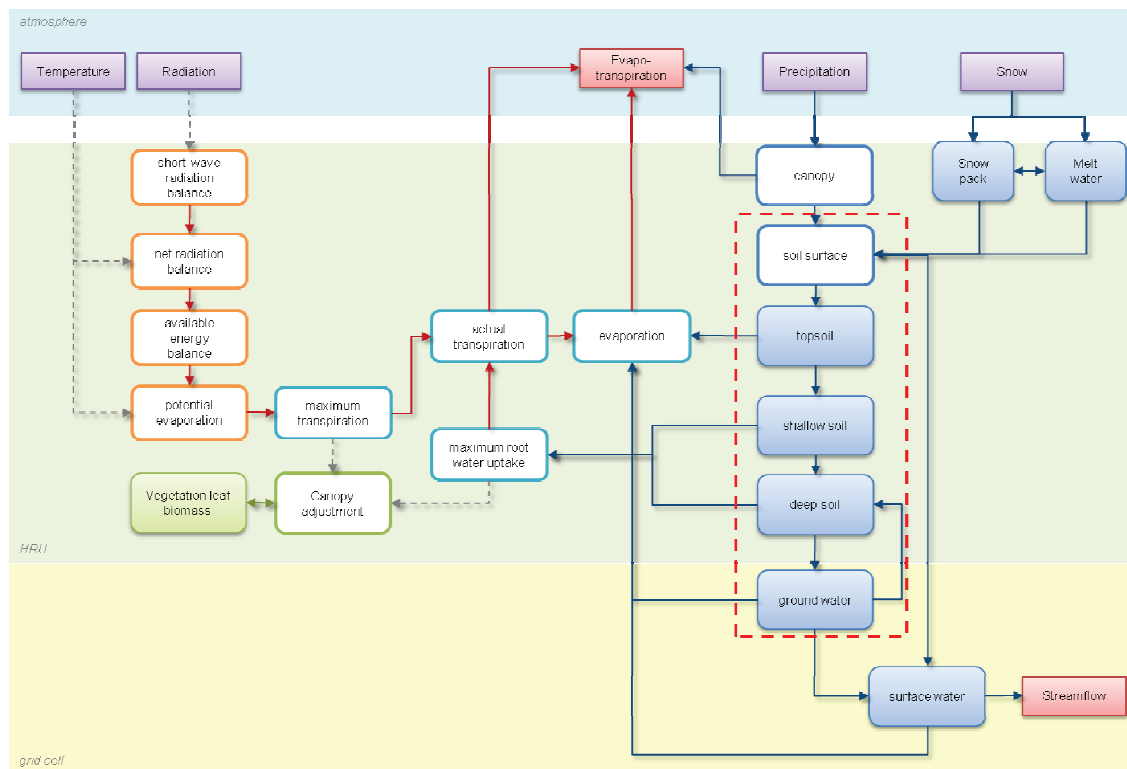 atmosphere
Temperature
Radiation
Evapo-
transpiration
Precipitation
Snow
short-wave
radiation
balance
canopy
Snow
pack
Melt
water
net radiation
balance
soil surface
available
energy
balance
actual
transpiration
evaporation
topsoil
potential
evaporation
maximum
transpiration
shallow soil
maximum root
water uptake
Vegetation leaf
biomass
Canopy
adjustment
deep soil
HRU
ground water
surface water
Streamflow
grid cell